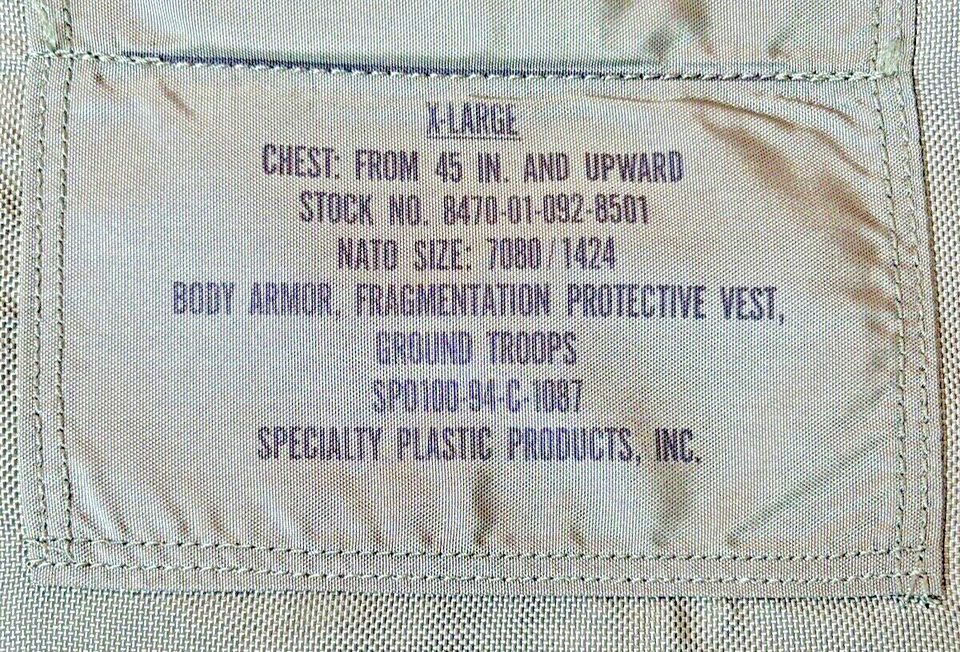 X-LARGE
CHEST: FROM 45 IN. AND UPWARD
STOCK NO. 8470-01-092-8501
NATO SIZE: 7080/1424
BODY ARMOR, FRAGMENTATION PROTECTIVE VEST,
GROUND TROOPS
SPO100-94-C-1087
SPECIALTY PLASTIC PRODUCTS, INC.